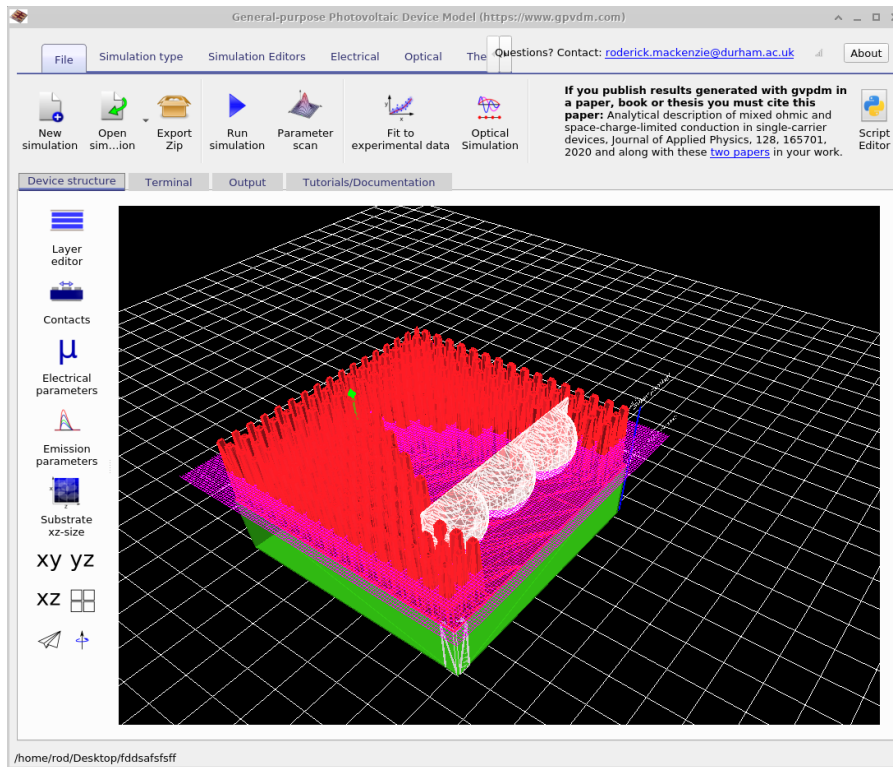 General-purpose Photovoltaic Device Model (https://www.gpvdm.com)
File Simulation type Simulation Editors Electrical Optical The Questions? Contact: roderick.mackenzie@durham.ac.uk About
New simulation
Open sim...ion
Export Zip
Run simulation
Parameter scan
Fit to experimental data
Optical Simulation
If you publish results generated with gvpdm in
a paper, book or thesis you must cite this
paper: Analytical description of mixed ohmic and
space-charge-limited conduction in single-carrier
devices, Journal of Applied Physics, 128, 165701,
2020 and along with these two papers in your work.
Script Editor
Device structure Terminal Output Tutorials/Documentation
Layer
editor
Contacts
μ
Electrical
parameters
Emission
parameters
Substrate
xz-size
xy yz
xz
/home/rod/Desktop/fddsafsfsff